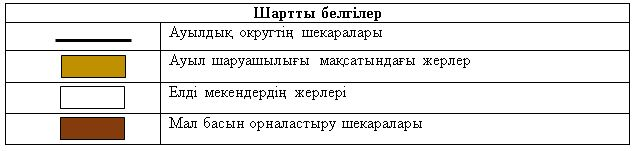 Шартты белгілер
Ауылдық округтің шекаралары
Ауыл шаруашылығы мақсатындағы жерлер
Елді мекендердің жерлері
Мал басын орналастыру шекаралары